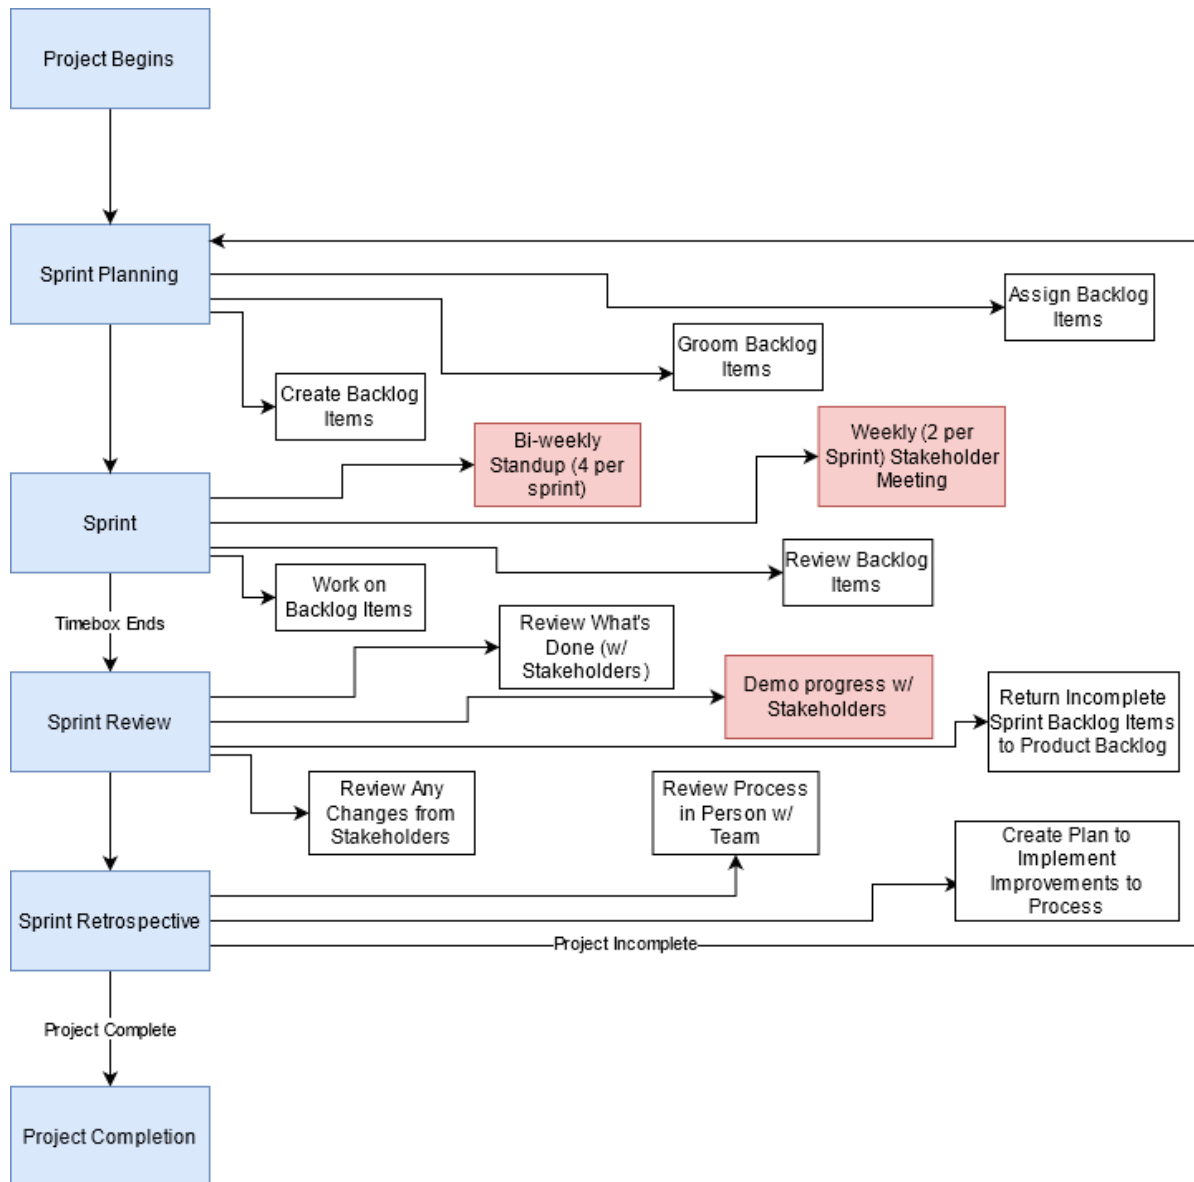 Project Begins
Sprint Planning
Assign Backlog
Items
Groom Backlog
Items
Create Backlog
Items
Bi-weekly
Standup (4 per
sprint)
Weekly (2 per
Sprint) Stakeholder
Meeting
Sprint
Review Backlog
Items
Work on
Backlog Items
Timebox Ends
Review What's
Done (w/
Stakeholders)
Demo progress w/
Stakeholders
Return Incomplete
Sprint Backlog Items
to Product Backlog
Sprint Review
Review Any
Changes from
Stakeholders
Review Process
in Person w/
Team
Create Plan to
Implement
Improvements to
Process
Sprint Retrospective
Project Incomplete
Project Complete
Project Completion